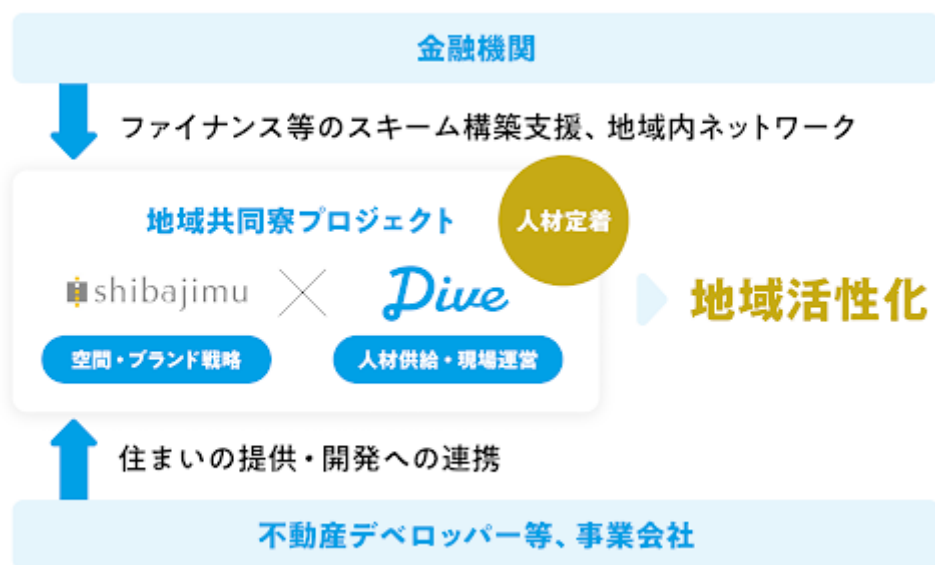 金融機関
ファイナンス等のスキーム構築支援、地域内ネットワーク
地域共同寮プロジェクト
人材定着
shibajimu
Dive
空間・ブランド戦略
人材供給・現場運営
地域活性化
住まいの提供・開発への連携
不動産デベロッパー等、事業会社